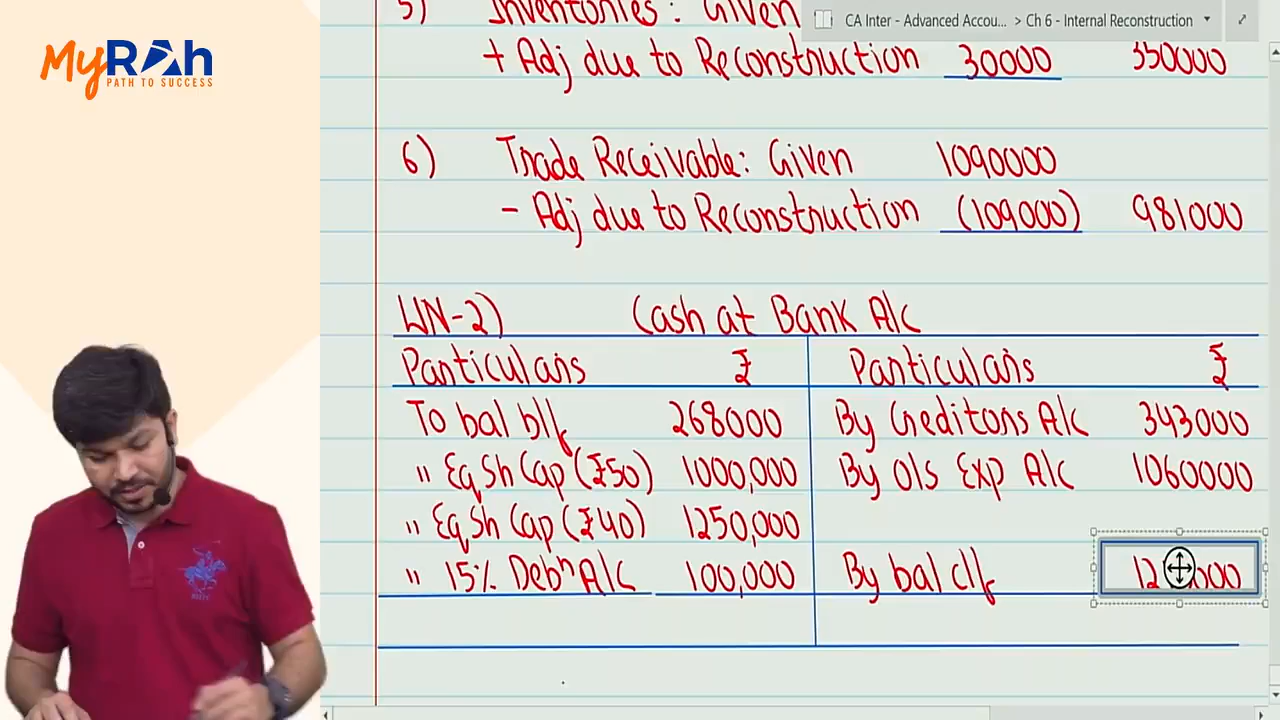 MyRAh
PATH TO SUCCESS
CA Inter - Advanced Accou... > Ch 6 - Internal Reconstruction
5) Inventories: Given
+ Adj due to Reconstruction 30000 350000
6) Trade Receivable: Given 1090000
- Adj due to Reconstruction (109000) 981000
WN-2) Cash at Bank A/c
Particulars ₹ Particulars ₹
To bal b/f 268000 By Creditors A/c 343000
" Eq Sh Cap (₹50) 1000,000 By O/s Exp A/c 1060000
" Eq Sh Cap (₹40) 1250,000
" 15% Debn A/c 100,000 By bal c/f